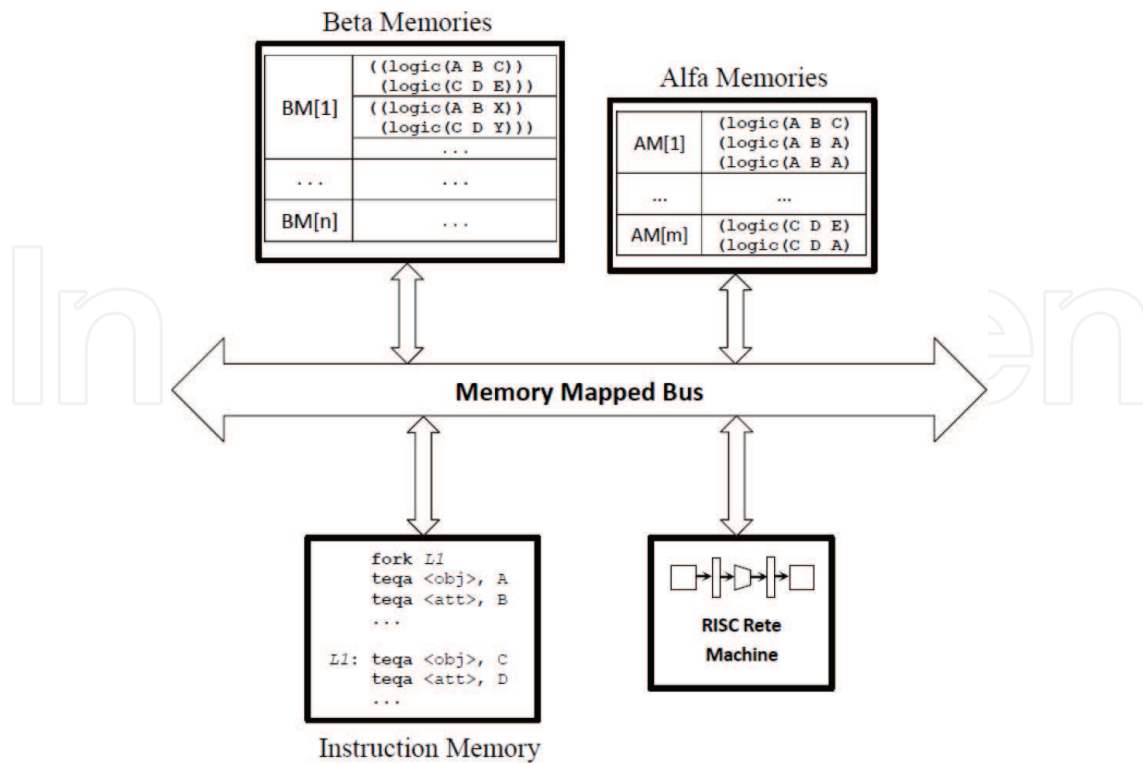 Beta Memories
BM[1]
((logic(A B C))
(logic(C D E)))
((logic(A B X))
(logic(C D Y)))
...
...
...
BM[n]
...
Alfa Memories
AM[1]
(logic(A B C)
(logic(A B A)
(logic(A B A)
...
...
AM[m]
(logic(C D E)
(logic(C D A)
Memory Mapped Bus
fork L1
teqa <obj>, A
teqa <att>, B
...
L1: teqa <obj>, C
teqa <att>, D
...
Instruction Memory
RISC Rete
Machine
In
en